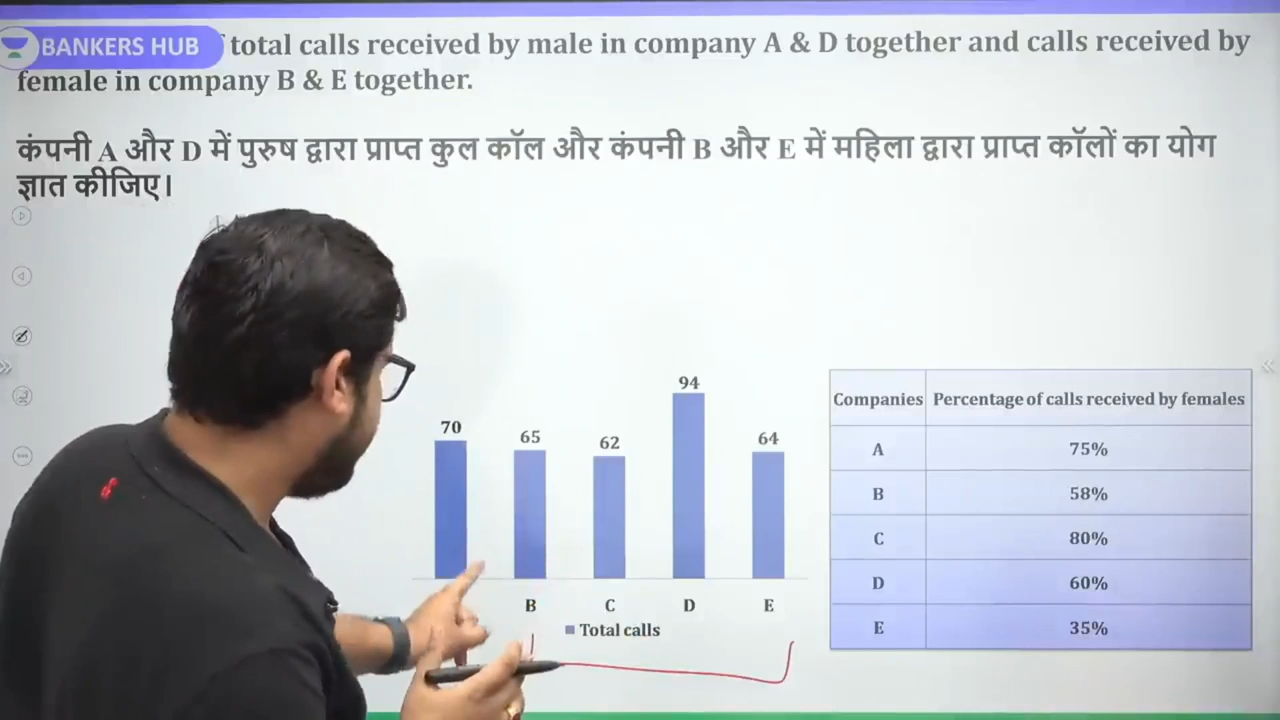 BANKERS HUB
total calls received by male in company A & D together and calls received by
female in company B & E together.
कंपनी A और D में पुरुष द्वारा प्राप्त कुल कॉल और कंपनी B और E में महिला द्वारा प्राप्त कॉलों का योग
ज्ञात कीजिए।
94
70
65
62
64
B C D E
Total calls
Companies Percentage of calls received by females
A 75%
B 58%
C 80%
D 60%
E 35%